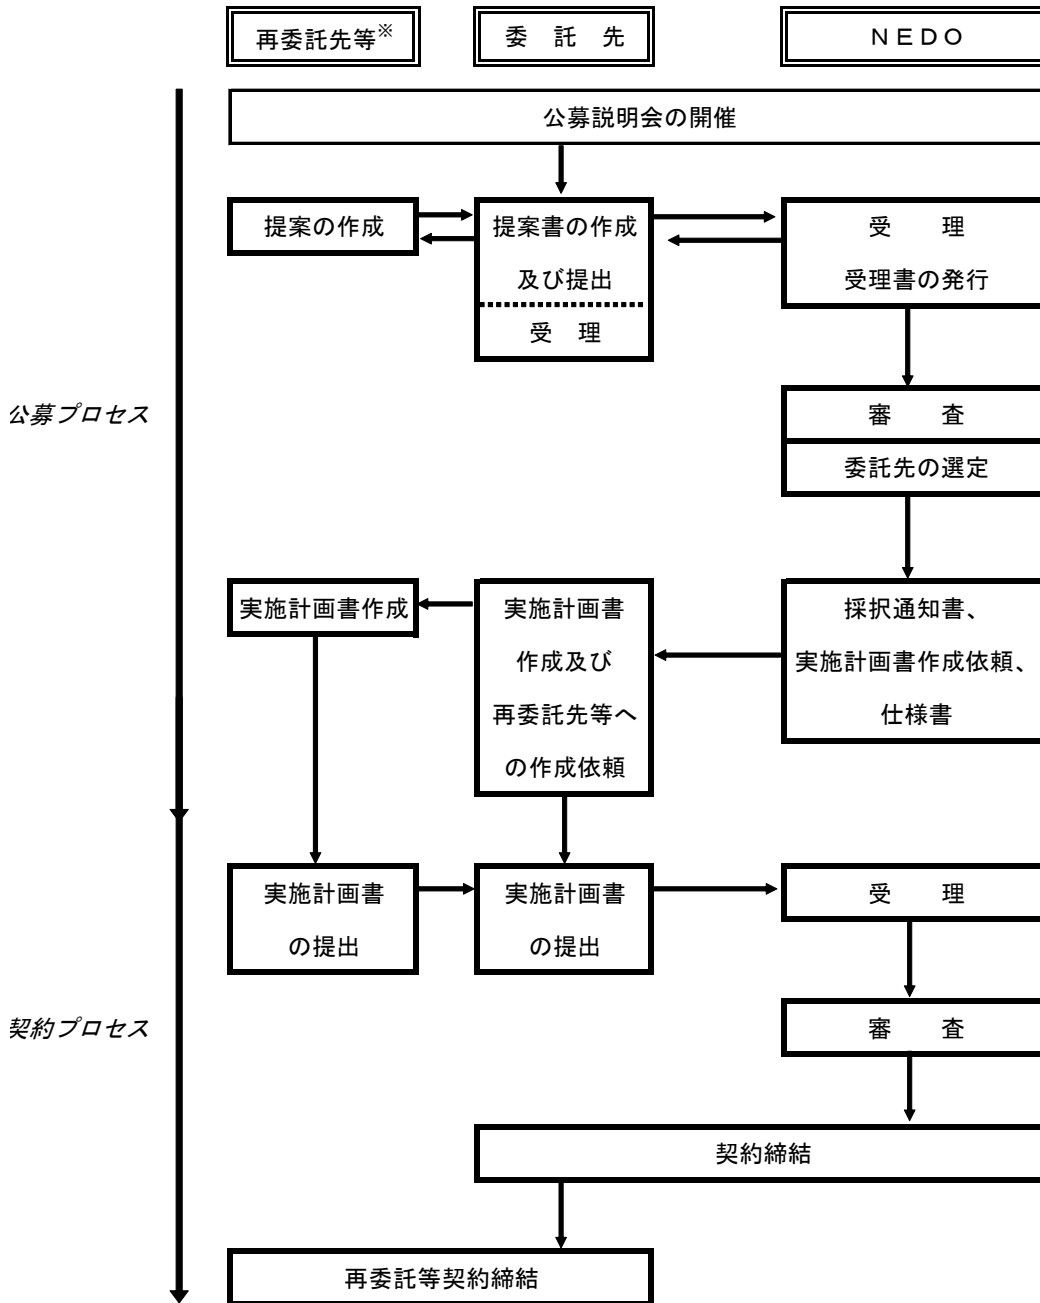 再委託先等※
委 託 先
NEDO
公募説明会の開催
提案の作成
提案書の作成
及び提出
受 理
受 理
受理書の発行
公募プロセス
審 査
委託先の選定
実施計画書作成
実施計画書
作成及び
再委託先等へ
の作成依頼
採択通知書、
実施計画書作成依頼、
仕様書
実施計画書
の提出
実施計画書
の提出
受 理
契約プロセス
審 査
契約締結
再委託等契約締結